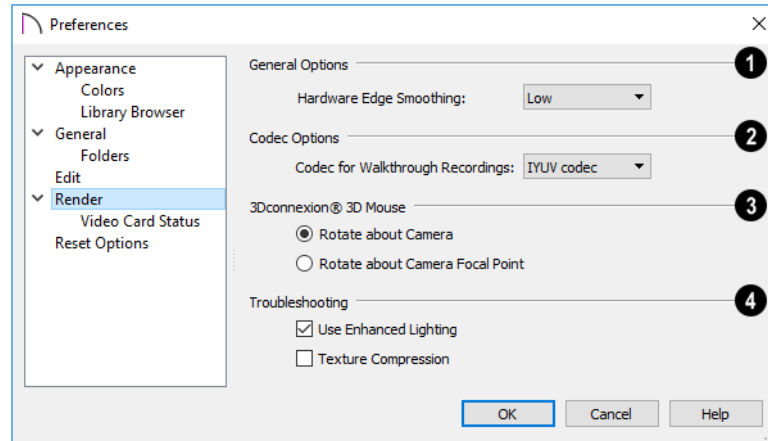 Preferences
Appearance
Colors
Library Browser
General
Folders
Edit
Render
Video Card Status
Reset Options
General Options 1
Hardware Edge Smoothing: Low
Codec Options 2
Codec for Walkthrough Recordings: IYUV codec
3Dconnexion® 3D Mouse 3
Rotate about Camera
Rotate about Camera Focal Point
Troubleshooting 4
Use Enhanced Lighting
Texture Compression
OK Cancel Help